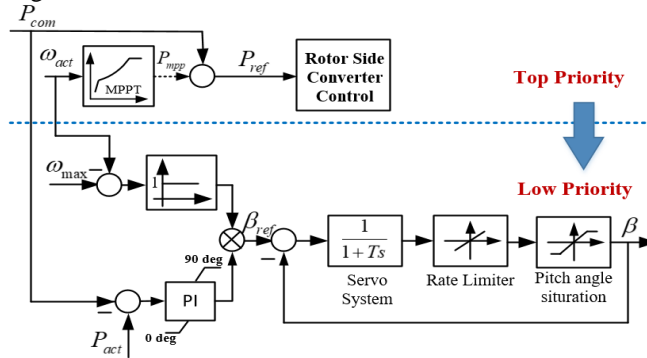 P_com
ω_act
MPPT
P_mpp
P_ref
Rotor Side
Converter
Control
Top Priority
Low Priority
ω_max
−
1
β_ref
90 deg
PI
0 deg
−
P_act
−
1
1+Ts
Servo
System
Rate Limiter
Pitch angle
situration
β